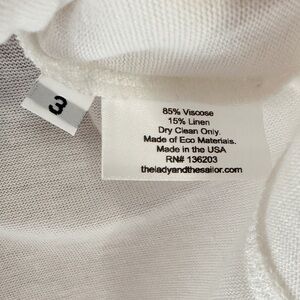 3
85% Viscose
15% Linen
Dry Clean Only.
Made of Eco Materials.
Made in the USA
RN# 136203
theladyandthesailor.com